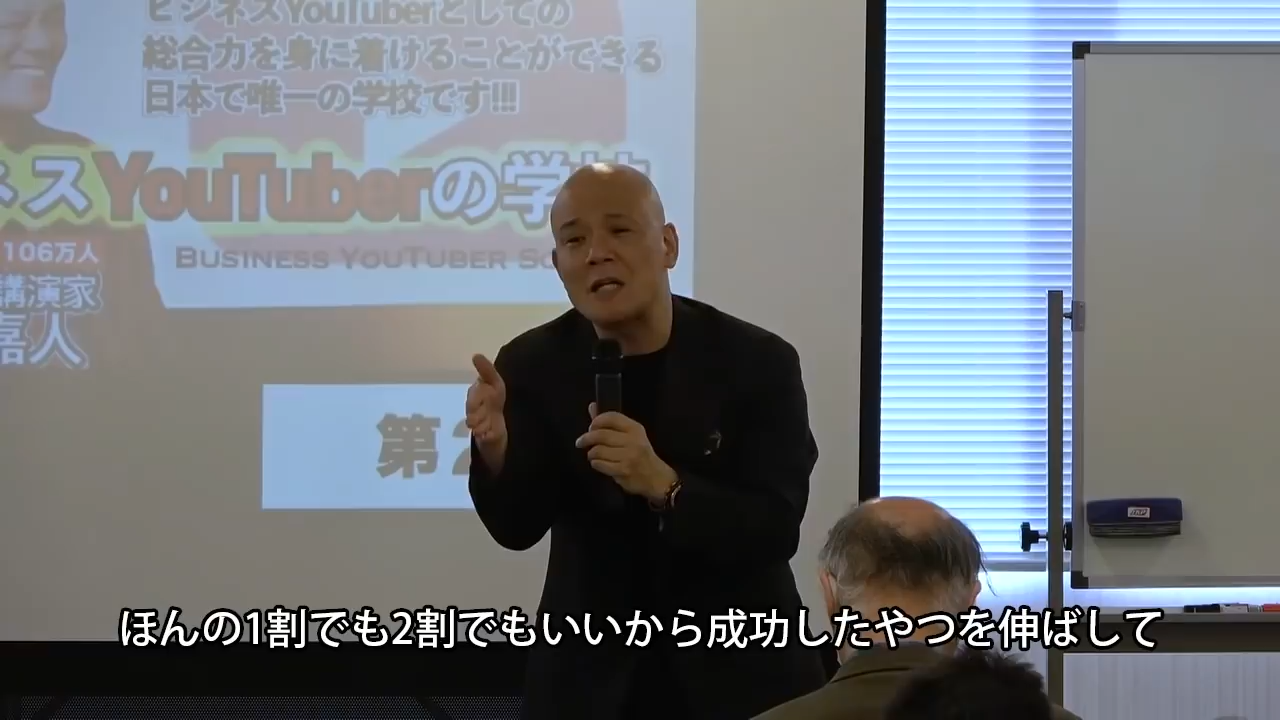 ビジネスYouTuberとしての
総合力を身に着けることができる
日本で唯一の学校です!!!
ネスYouTuberの学校
BUSINESS YOUTUBER SC
106万人
講演家
嘉人
第2
ほんの1割でも2割でもいいから成功したやつを伸ばして